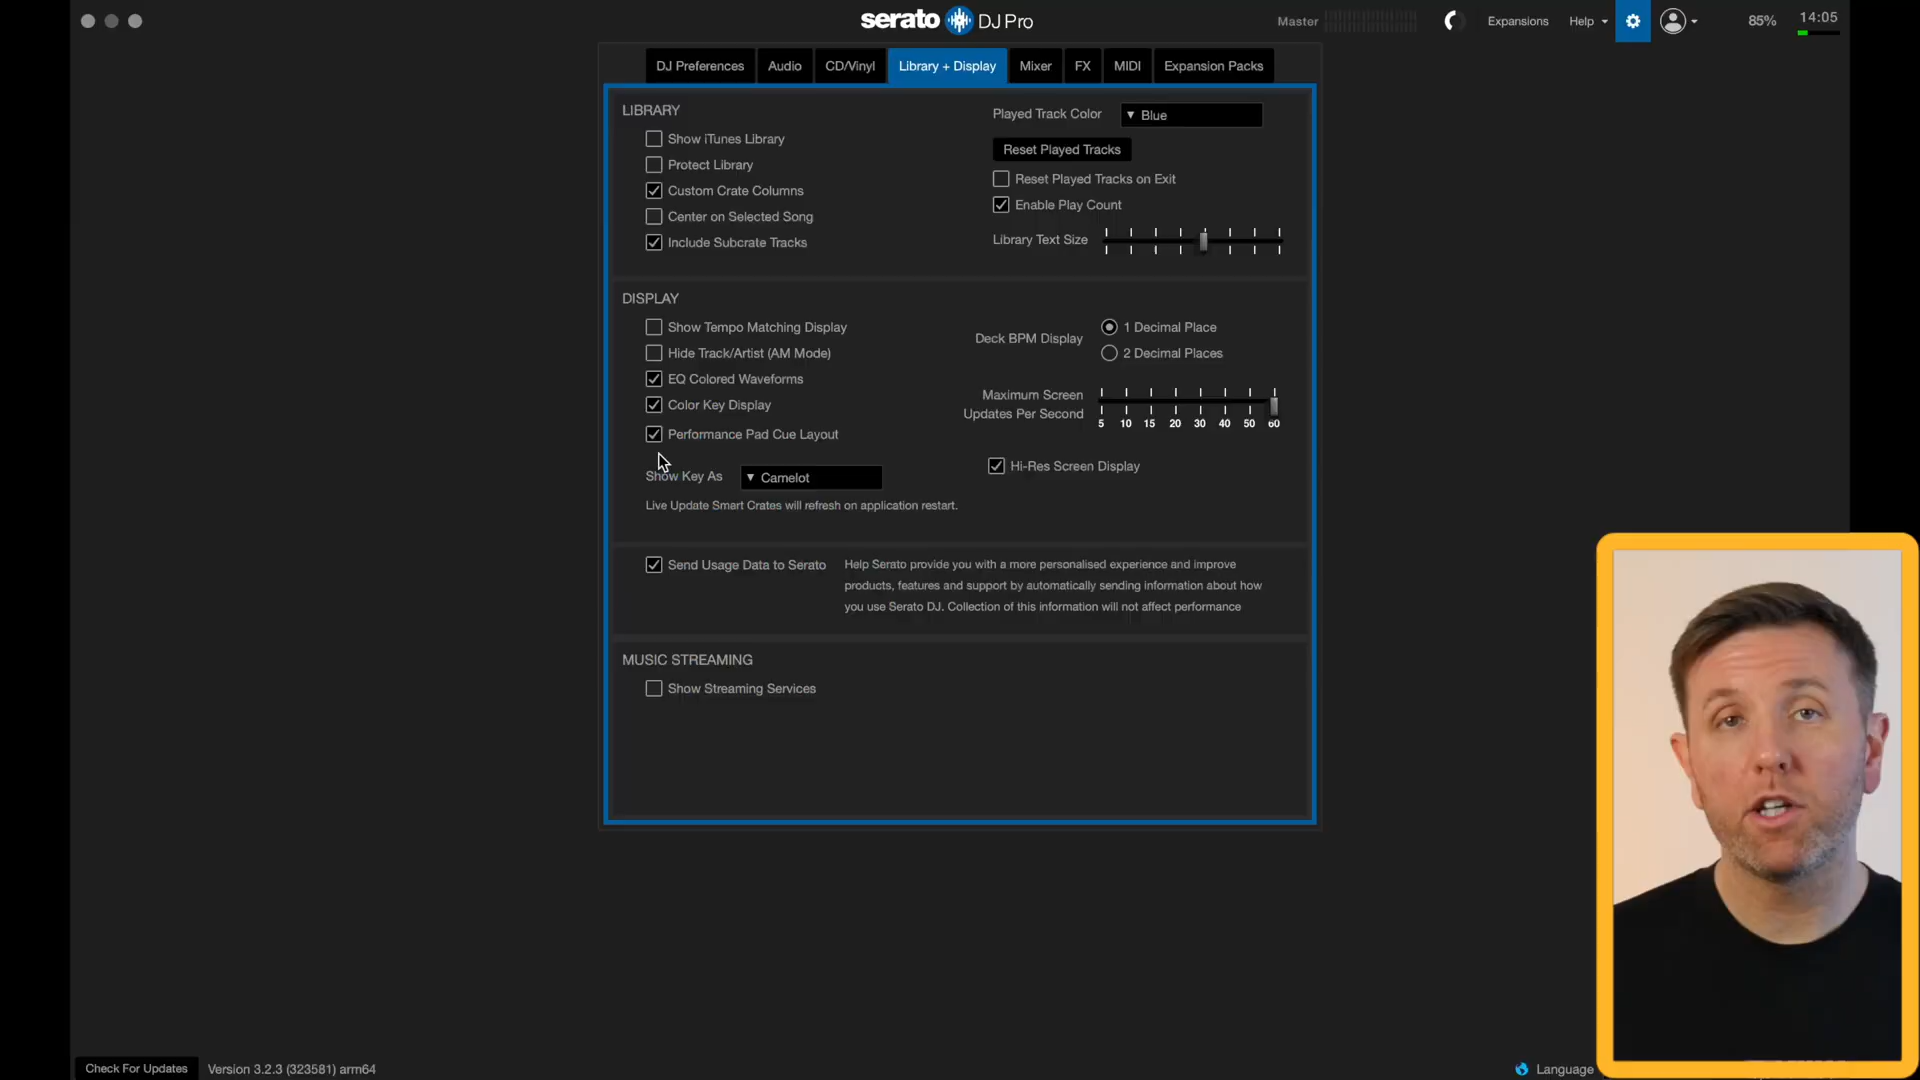 serato DJ Pro
Master
Expansions
Help
85%
14:05
DJ Preferences
Audio
CD/Vinyl
Library + Display
Mixer
FX
MIDI
Expansion Packs
LIBRARY
Show iTunes Library
Protect Library
Custom Crate Columns
Center on Selected Song
Include Subcrate Tracks
Played Track Color
Blue
Reset Played Tracks
Reset Played Tracks on Exit
Enable Play Count
Library Text Size
DISPLAY
Show Tempo Matching Display
Hide Track/Artist (AM Mode)
EQ Colored Waveforms
Color Key Display
Performance Pad Cue Layout
Show Key As
Camelot
Live Update Smart Crates will refresh on application restart.
Deck BPM Display
1 Decimal Place
2 Decimal Places
Maximum Screen
Updates Per Second
5 10 15 20 30 40 50 60
Hi-Res Screen Display
Send Usage Data to Serato
Help Serato provide you with a more personalised experience and improve
products, features and support by automatically sending information about how
you use Serato DJ. Collection of this information will not affect performance
MUSIC STREAMING
Show Streaming Services
Check For Updates
Version 3.2.3 (323581) arm64
Language